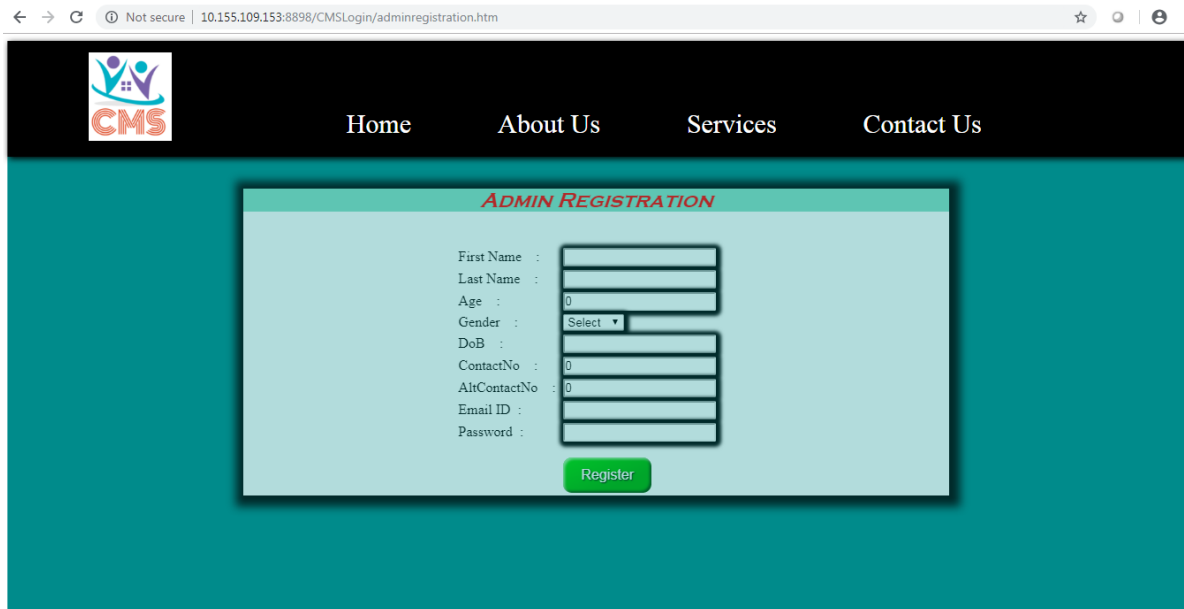 Not secure | 10.155.109.153:8898/CMSLogin/adminregistration.htm
CMS
Home About Us Services Contact Us
Admin Registration
First Name :
Last Name :
Age : 0
Gender : Select
DoB :
ContactNo : 0
AltContactNo : 0
Email ID :
Password :
Register